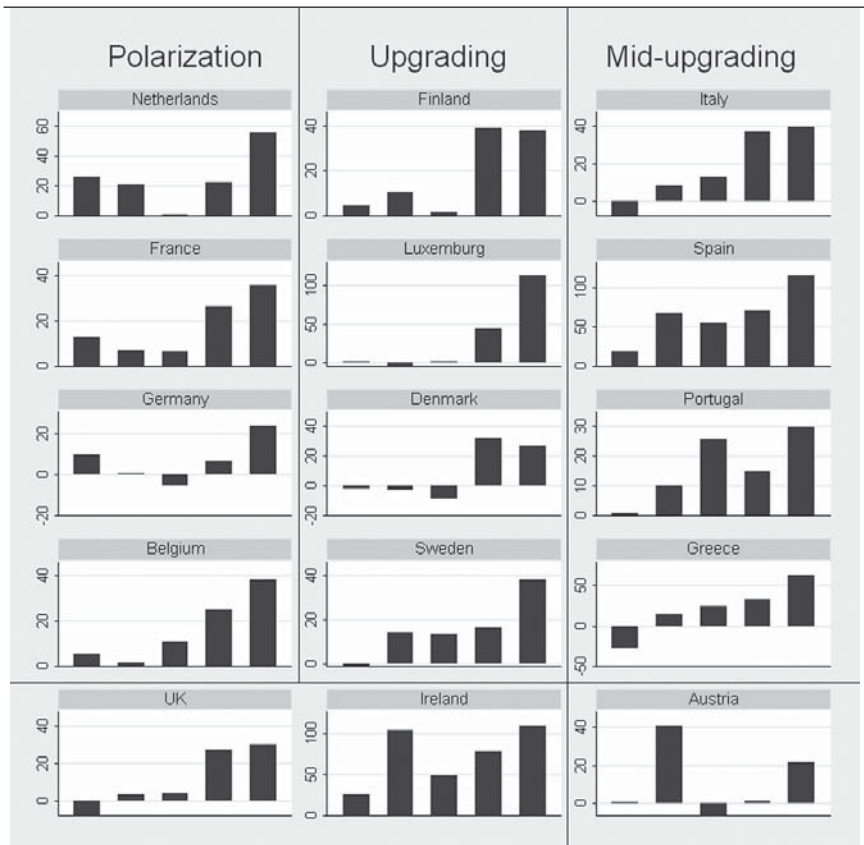 Polarization Upgrading Mid-upgrading
Netherlands Finland Italy
60 40 20 0
40 20 0
40 20 0
France Luxemburg Spain
40 20 0
100 50 0
100 50 0
Germany Denmark Portugal
20 0 -20
40 20 0 -20
30 20 10 0
Belgium Sweden Greece
40 20 0
40 20 0
50 0 -50
UK Ireland Austria
40 20 0
100 50 0
40 20 0